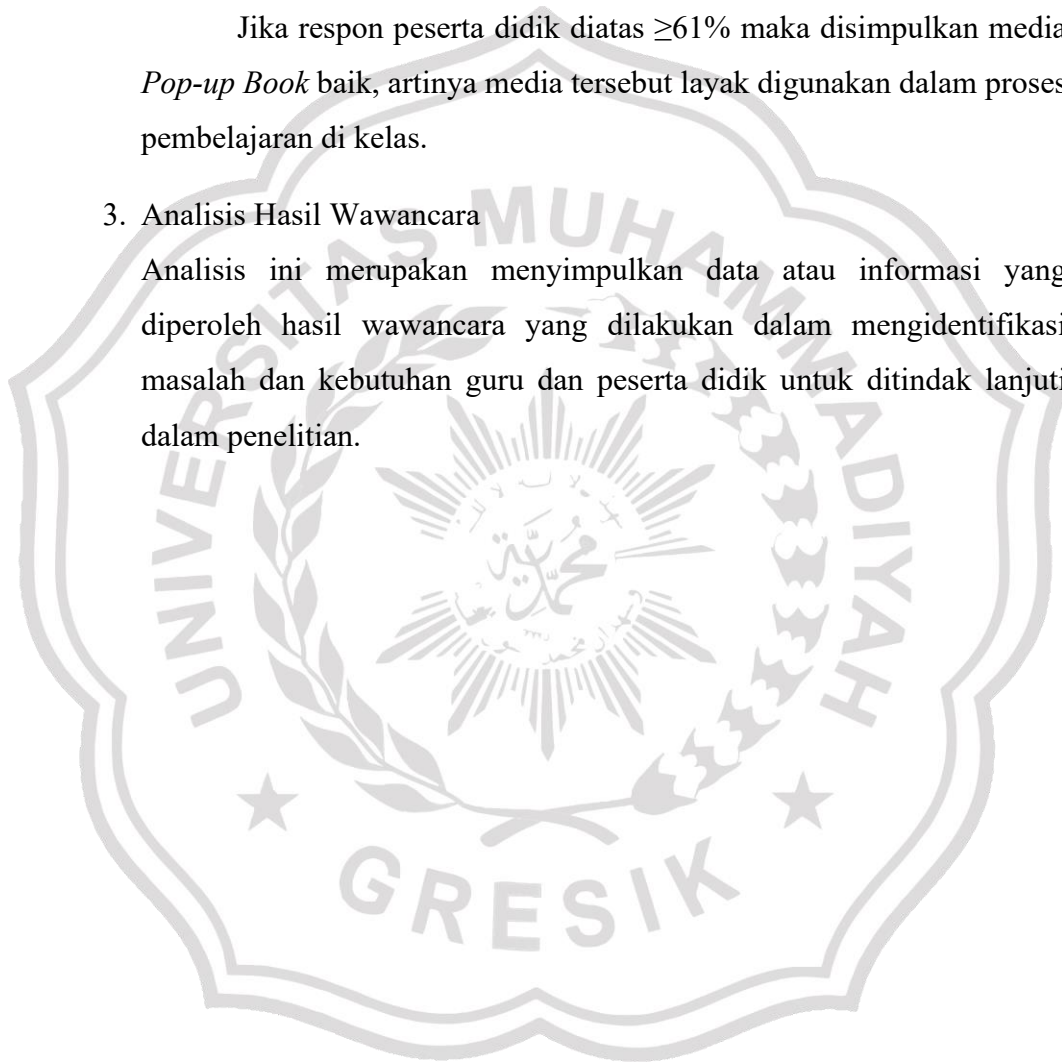 Jika respon peserta didik diatas ≥61% maka disimpulkan media
Pop-up Book baik, artinya media tersebut layak digunakan dalam proses
pembelajaran di kelas.
3. Analisis Hasil Wawancara
Analisis ini merupakan menyimpulkan data atau informasi yang
diperoleh hasil wawancara yang dilakukan dalam mengidentifikasi
masalah dan kebutuhan guru dan peserta didik untuk ditindak lanjuti
dalam penelitian.
UNIVERSITAS MUHAMMADIYAH
GRESIK